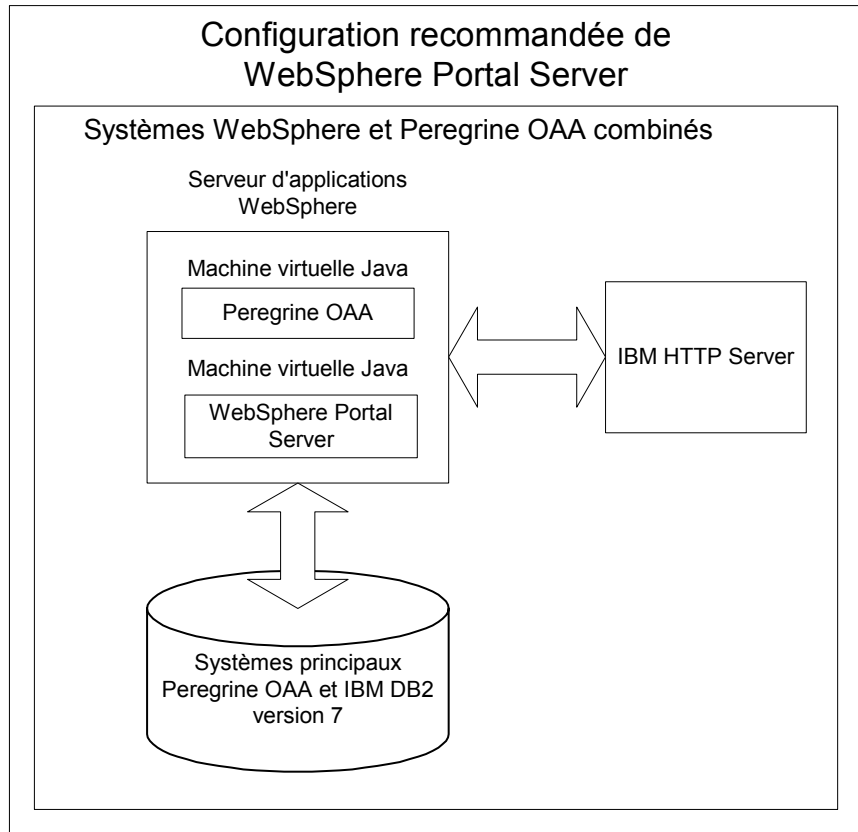 Configuration recommandée de
WebSphere Portal Server
Systèmes WebSphere et Peregrine OAA combinés
Serveur d'applications
WebSphere
Machine virtuelle Java
Peregrine OAA
Machine virtuelle Java
WebSphere Portal
Server
IBM HTTP Server
Systèmes principaux
Peregrine OAA et IBM DB2
version 7